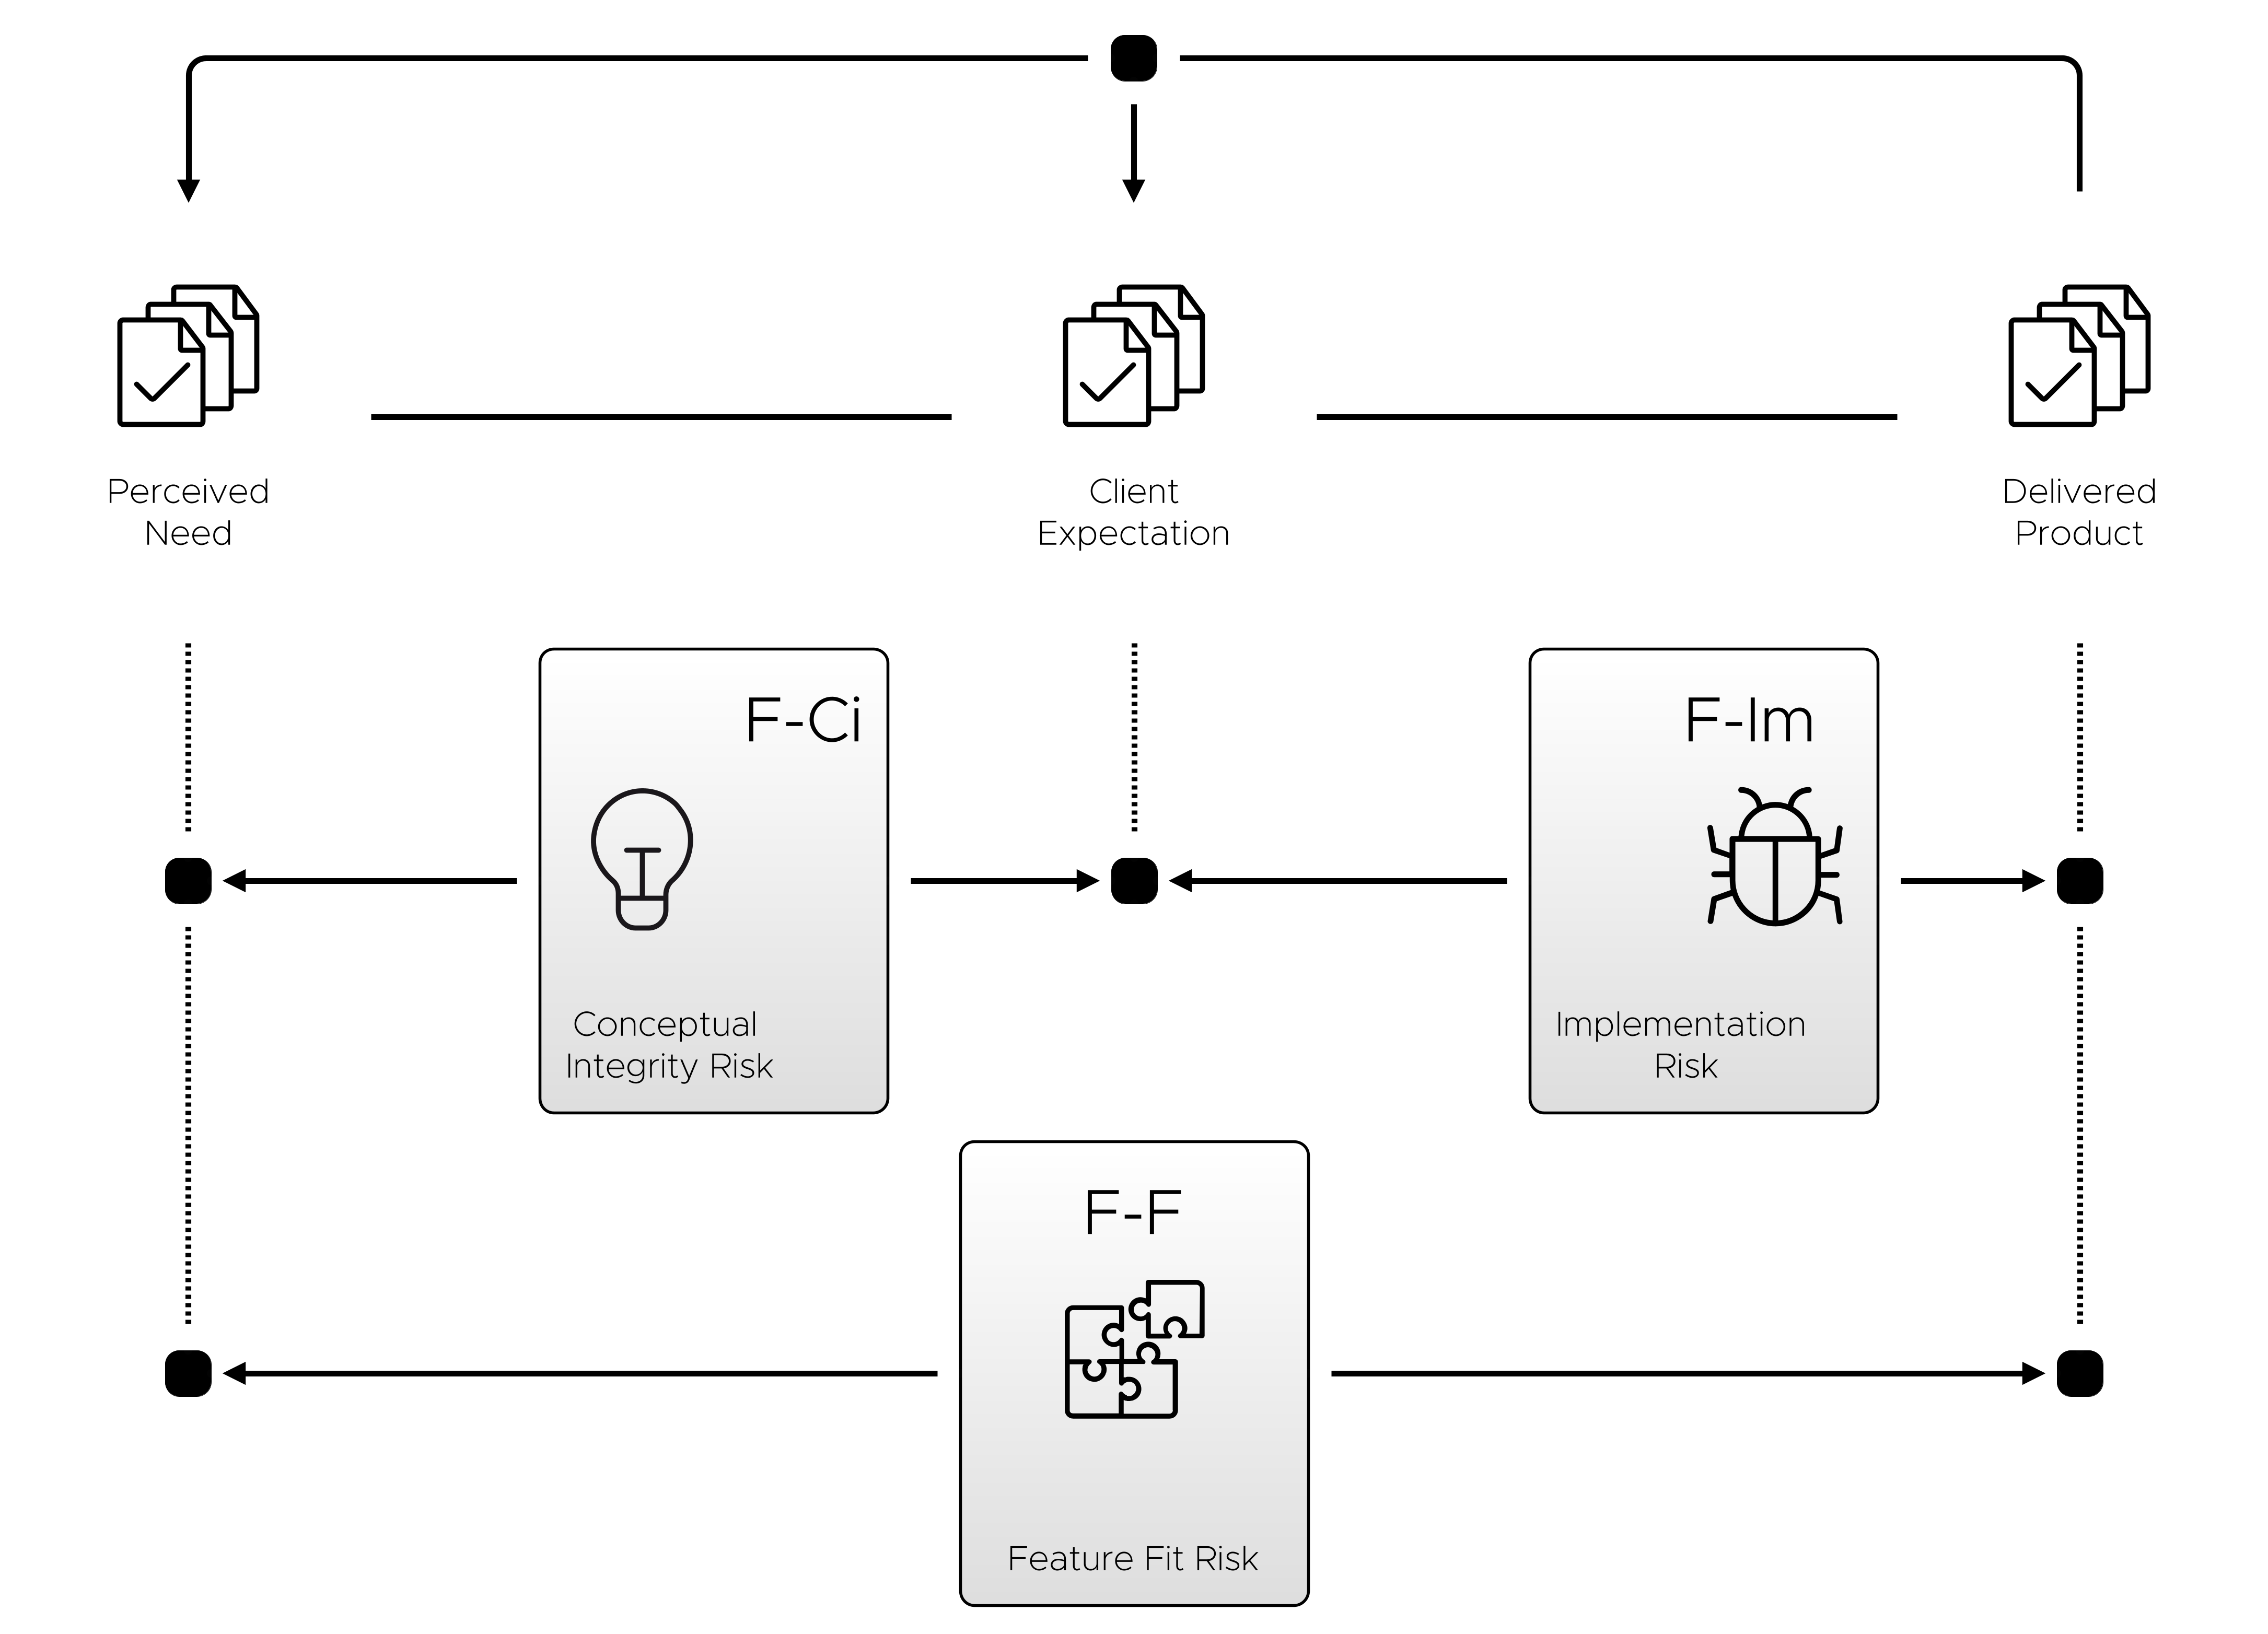 Perceived
Need
Client
Expectation
Delivered
Product
F-Ci
Conceptual
Integrity Risk
F-Im
Implementation
Risk
F-F
Feature Fit Risk